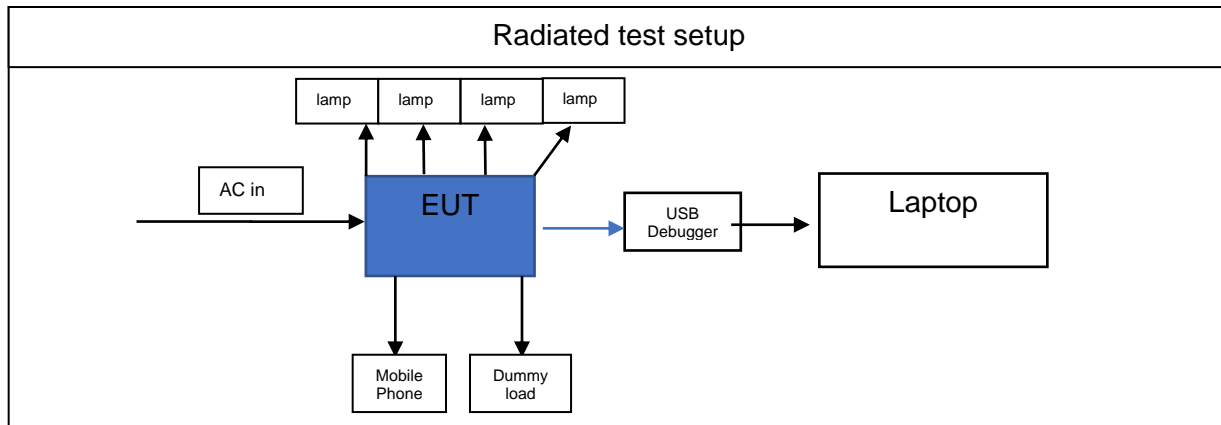 Radiated test setup
lamp
lamp
lamp
lamp
AC in
EUT
USB
Debugger
Laptop
Mobile
Phone
Dummy
load